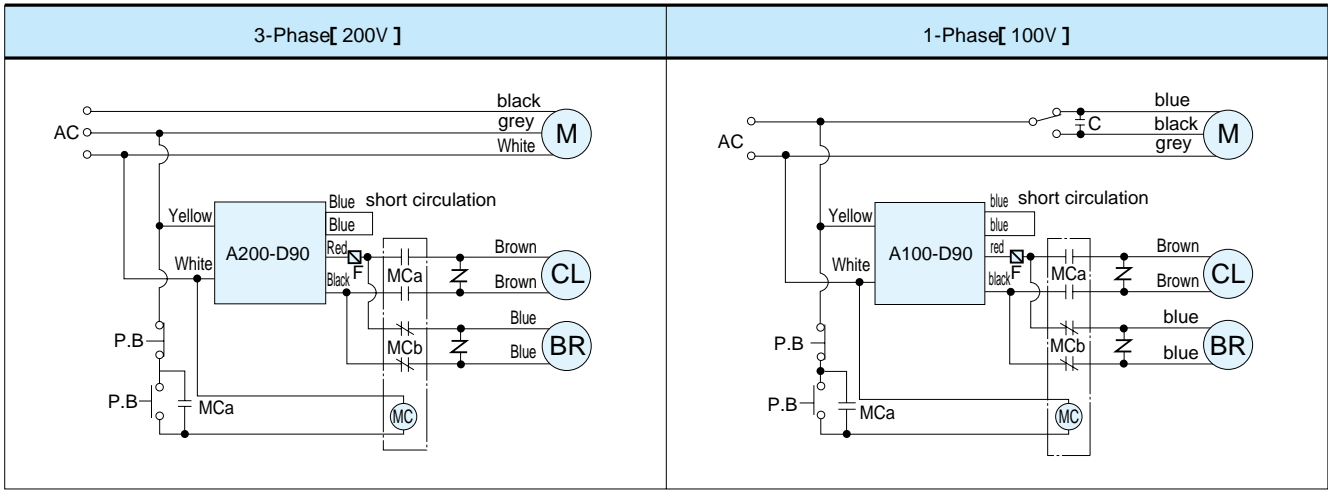 3-Phase[ 200V ]
black
grey
AC
White
M
Blue short circulation
Yellow
Blue
A200-D90
Red
F
White
Black
MCa
Brown
Brown
CL
P.B
MCb
Blue
Blue
BR
P.B
MCa
MC
1-Phase[ 100V ]
blue
C
black
AC
grey
M
blue short circulation
Yellow
blue
A100-D90
red
F
White
black
MCa
Brown
Brown
CL
P.B
MCb
blue
blue
BR
P.B
MCa
MC